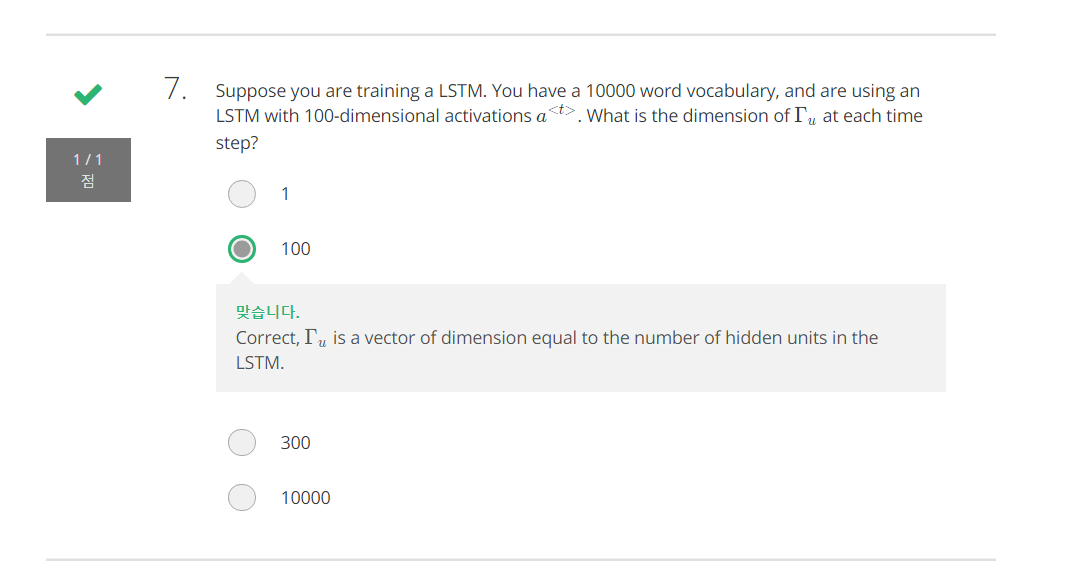 7.
Suppose you are training a LSTM. You have a 10000 word vocabulary, and are using an
LSTM with 100-dimensional activations a<t>. What is the dimension of Γu at each time
step?
1 / 1
점
1
100
맞습니다.
Correct, Γu is a vector of dimension equal to the number of hidden units in the
LSTM.
300
10000